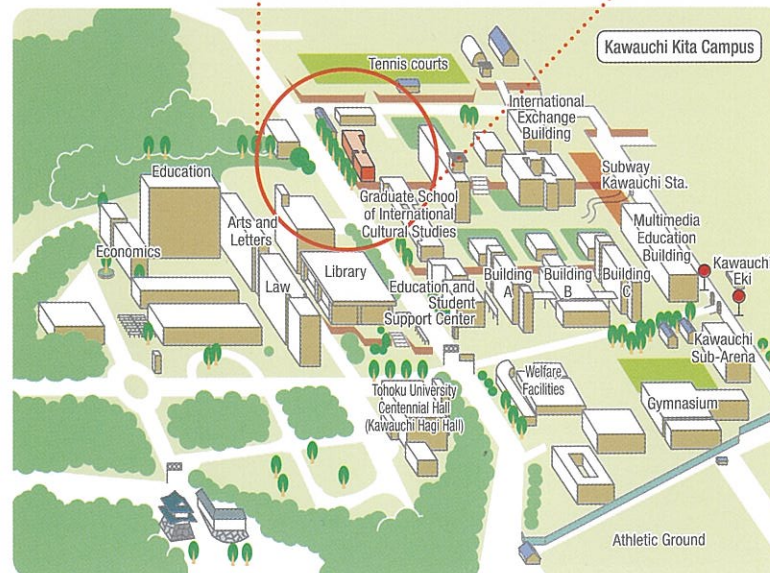 Kawauchi Kita Campus
Tennis courts
International
Exchange
Building
Subway
Kawauchi Sta.
Education
Graduate School
of International
Cultural Studies
Multimedia
Education
Building
Arts and
Letters
Economics
Library
Law
Education and
Student
Support Center
Building
A
Building
B
Building
C
Kawauchi
Eki
Kawauchi
Sub-Arena
Welfare
Facilities
Gymnasium
Tohoku University
Centennial Hall
(Kawauchi Hagi Hall)
Athletic Ground